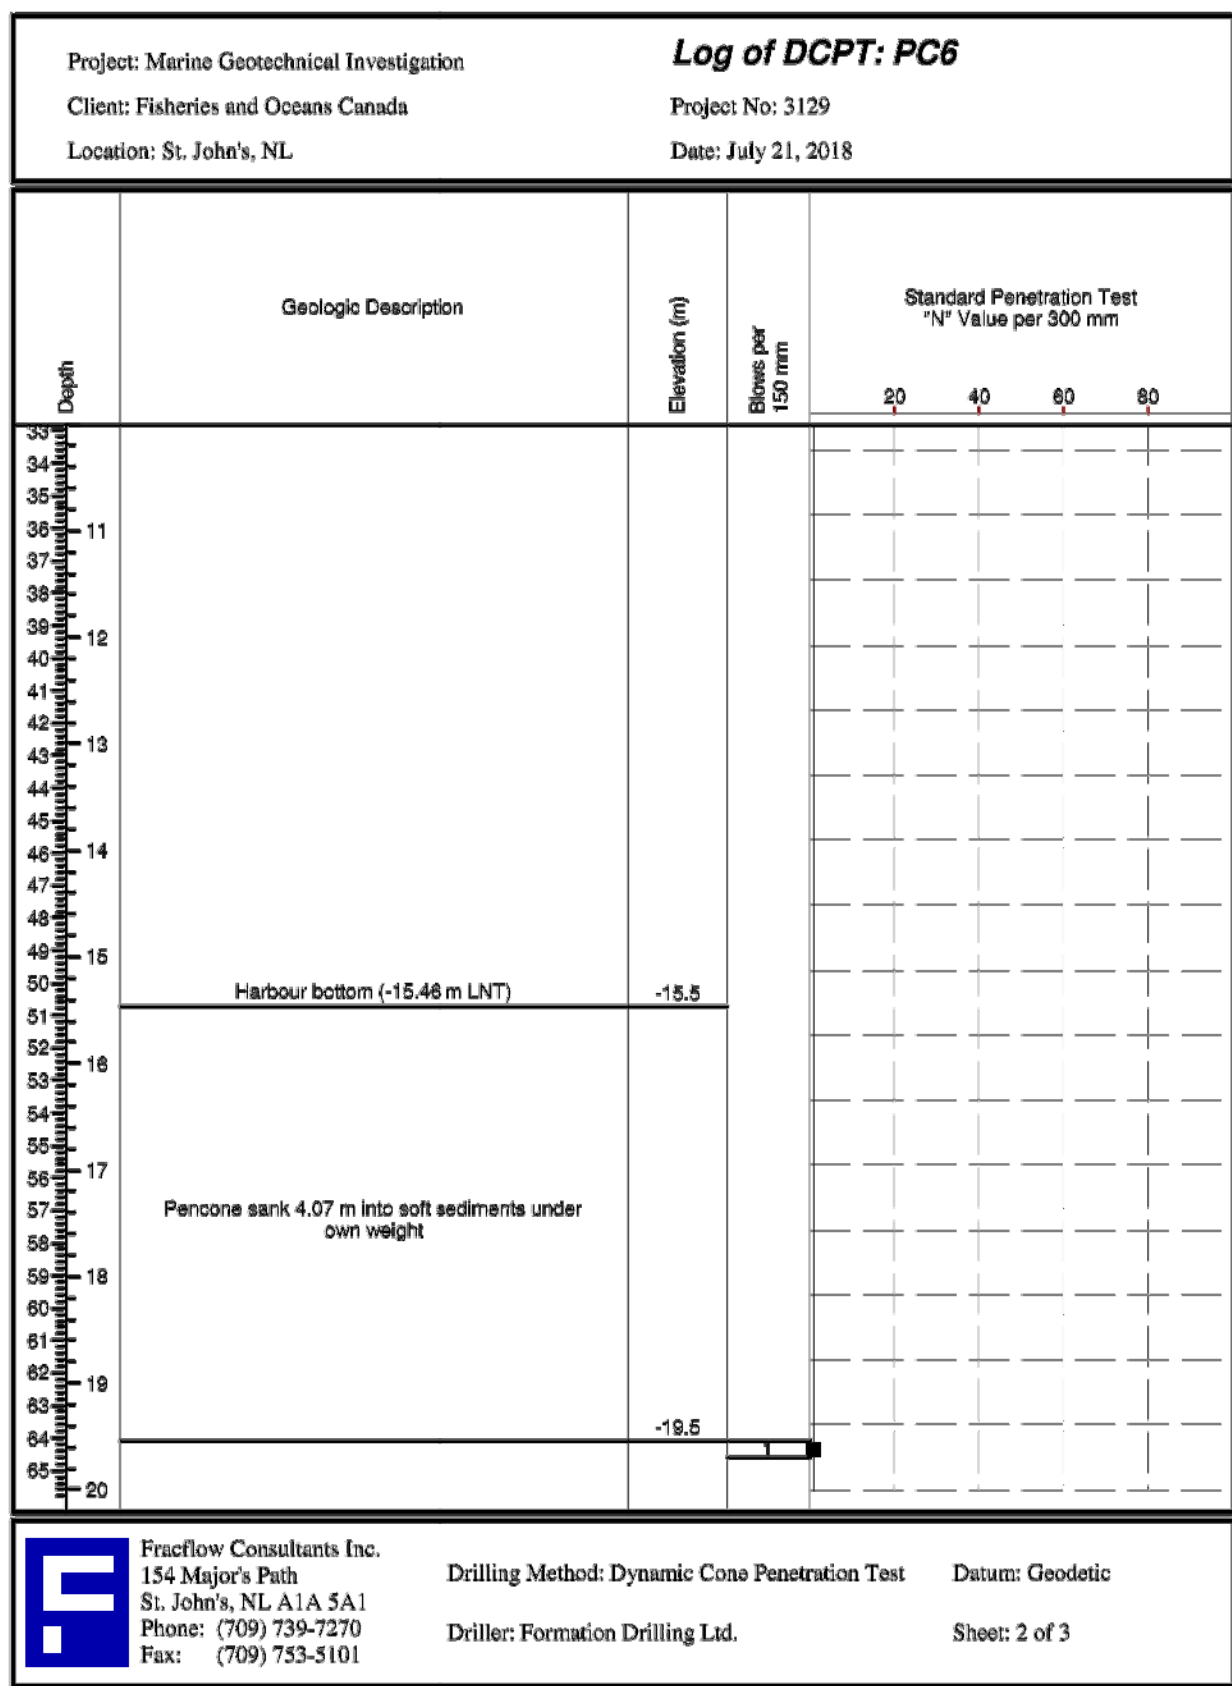 Project: Marine Geotechnical Investigation
Client: Fisheries and Oceans Canada
Location: St. John's, NL
Log of DCPT: PC6
Project No: 3129
Date: July 21, 2018
Depth
Geologic Description
Elevation (m)
Blows per
150 mm
Standard Penetration Test
"N" Value per 300 mm
20 40 60 80
33
34
35
36
11
37
38
39
12
40
41
42
13
43
44
45
14
46
47
48
49
15
50
Harbour bottom (-15.46 m LNT) -15.5
51
52
16
53
54
55
17
56
57
Pencone sank 4.07 m into soft sediments under
own weight
58
59
18
60
61
62
19
63
-19.5
64
1
65
20
Fracflow Consultants Inc.
154 Major's Path
St. John's, NL A1A 5A1
Phone: (709) 739-7270
Fax: (709) 753-5101
Drilling Method: Dynamic Cone Penetration Test
Driller: Formation Drilling Ltd.
Datum: Geodetic
Sheet: 2 of 3